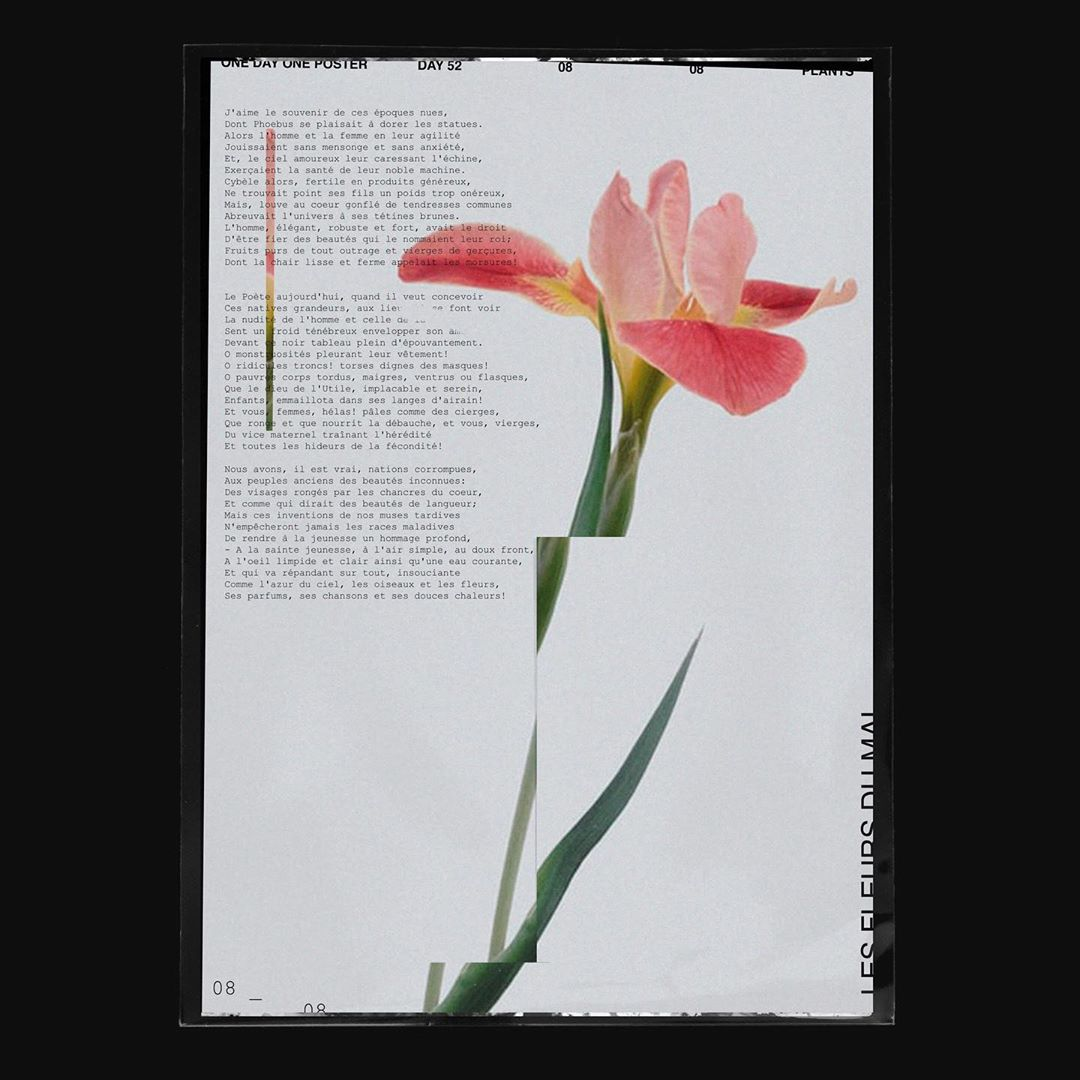 ONE DAY ONE POSTER DAY 52 08 08 PLANTS
J'aime le souvenir de ces époques nues,
Dont Phoebus se plaisait à dorer les statues.
Alors l'homme et la femme en leur agilité
Jouissaient sans mensonge et sans anxiété,
Et, le ciel amoureux leur caressant l'échine,
Exerçaient la santé de leur noble machine.
Cybèle alors, fertile en produits généreux,
Ne trouvait point ses fils un poids trop onéreux,
Mais, louve au coeur gonflé de tendresses communes
Abreuvait l'univers à ses tétines brunes.
L'homme, élégant, robuste et fort, avait le droit
D'être fier des beautés qui le nommaient leur roi;
Fruits purs de tout outrage et vierges de gerçures,
Dont la chair lisse et ferme appelait les morsures!
Le Poète aujourd'hui, quand il veut concevoir
Ces natives grandeurs, aux se font voir
La nudité de l'homme et celle de
Sent un froid ténébreux envelopper son
Devant ce noir tableau plein d'épouvantement.
O monstruosités pleurant leur vêtement!
O ridicules troncs! torses dignes des masques!
O pauvres corps tordus, maigres, ventrus ou flasques,
Que le dieu de l'Utile, implacable et serein,
Enfants, emmaillota dans ses langes d'airain!
Et vous, femmes, hélas! pâles comme des cierges,
Que ronge et que nourrit la débauche, et vous, vierges,
Du vice maternel traînant l'hérédité
Et toutes les hideurs de la fécondité!
Nous avons, il est vrai, nations corrompues,
Aux peuples anciens des beautés inconnues:
Des visages rongés par les chancres du coeur,
Et comme qui dirait des beautés de langueur;
Mais ces inventions de nos muses tardives
N'empêcheront jamais les races maladives
De rendre à la jeunesse un hommage profond,
- A la sainte jeunesse, à l'air simple, au doux front,
A l'oeil limpide et clair ainsi qu'une eau courante,
Et qui va répandant sur tout, insouciante
Comme l'azur du ciel, les oiseaux et les fleurs,
Ses parfums, ses chansons et ses douces chaleurs!
LES FLEURS DU MAL
08 _
08